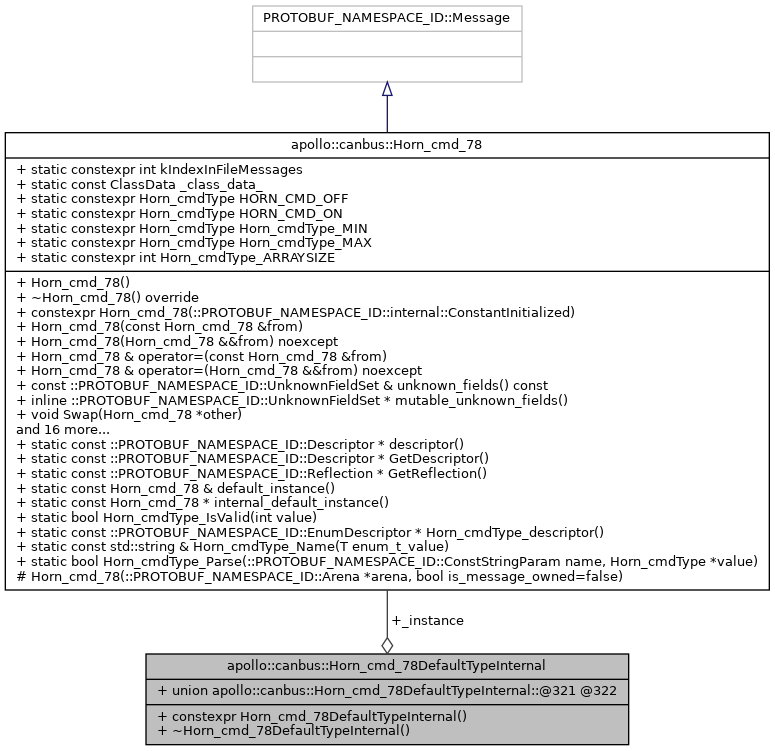 PROTOBUF_NAMESPACE_ID::Message
apollo::canbus::Horn_cmd_78
+ static constexpr int kIndexInFileMessages
+ static const ClassData _class_data_
+ static constexpr Horn_cmdType HORN_CMD_OFF
+ static constexpr Horn_cmdType HORN_CMD_ON
+ static constexpr Horn_cmdType Horn_cmdType_MIN
+ static constexpr Horn_cmdType Horn_cmdType_MAX
+ static constexpr int Horn_cmdType_ARRAYSIZE
+ Horn_cmd_78()
+ ~Horn_cmd_78() override
+ constexpr Horn_cmd_78(::PROTOBUF_NAMESPACE_ID::internal::ConstantInitialized)
+ Horn_cmd_78(const Horn_cmd_78 &from)
+ Horn_cmd_78(Horn_cmd_78 &&from) noexcept
+ Horn_cmd_78 & operator=(const Horn_cmd_78 &from)
+ Horn_cmd_78 & operator=(Horn_cmd_78 &&from) noexcept
+ const ::PROTOBUF_NAMESPACE_ID::UnknownFieldSet & unknown_fields() const
+ inline ::PROTOBUF_NAMESPACE_ID::UnknownFieldSet * mutable_unknown_fields()
+ void Swap(Horn_cmd_78 *other)
and 16 more...
+ static const ::PROTOBUF_NAMESPACE_ID::Descriptor * descriptor()
+ static const ::PROTOBUF_NAMESPACE_ID::Descriptor * GetDescriptor()
+ static const ::PROTOBUF_NAMESPACE_ID::Reflection * GetReflection()
+ static const Horn_cmd_78 & default_instance()
+ static const Horn_cmd_78 * internal_default_instance()
+ static bool Horn_cmdType_IsValid(int value)
+ static const ::PROTOBUF_NAMESPACE_ID::EnumDescriptor * Horn_cmdType_descriptor()
+ static const std::string & Horn_cmdType_Name(T enum_t_value)
+ static bool Horn_cmdType_Parse(::PROTOBUF_NAMESPACE_ID::ConstStringParam name, Horn_cmdType *value)
# Horn_cmd_78(::PROTOBUF_NAMESPACE_ID::Arena *arena, bool is_message_owned=false)
+_instance
apollo::canbus::Horn_cmd_78DefaultTypeInternal
+ union apollo::canbus::Horn_cmd_78DefaultTypeInternal::@321 @322
+ constexpr Horn_cmd_78DefaultTypeInternal()
+ ~Horn_cmd_78DefaultTypeInternal()